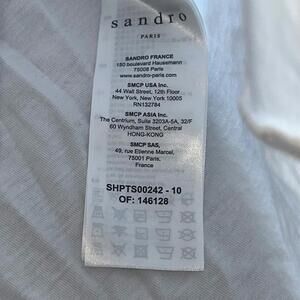 sandro
PARIS
SANDRO FRANCE
150 boulevard Haussmann
75008 Paris
www.sandro-paris.com
SMCP USA Inc.
44 Wall Street, 12th Floor
New York, New York 10005
RN132784
SMCP ASIA Inc.
The Centrium, Suite 3203A-5A, 32/F
60 Wyndham Street, Central
HONG-KONG
SMCP SAS,
49, rue Etienne Marcel,
75001 Paris.
France
SHPTS00242 - 10
OF: 146128